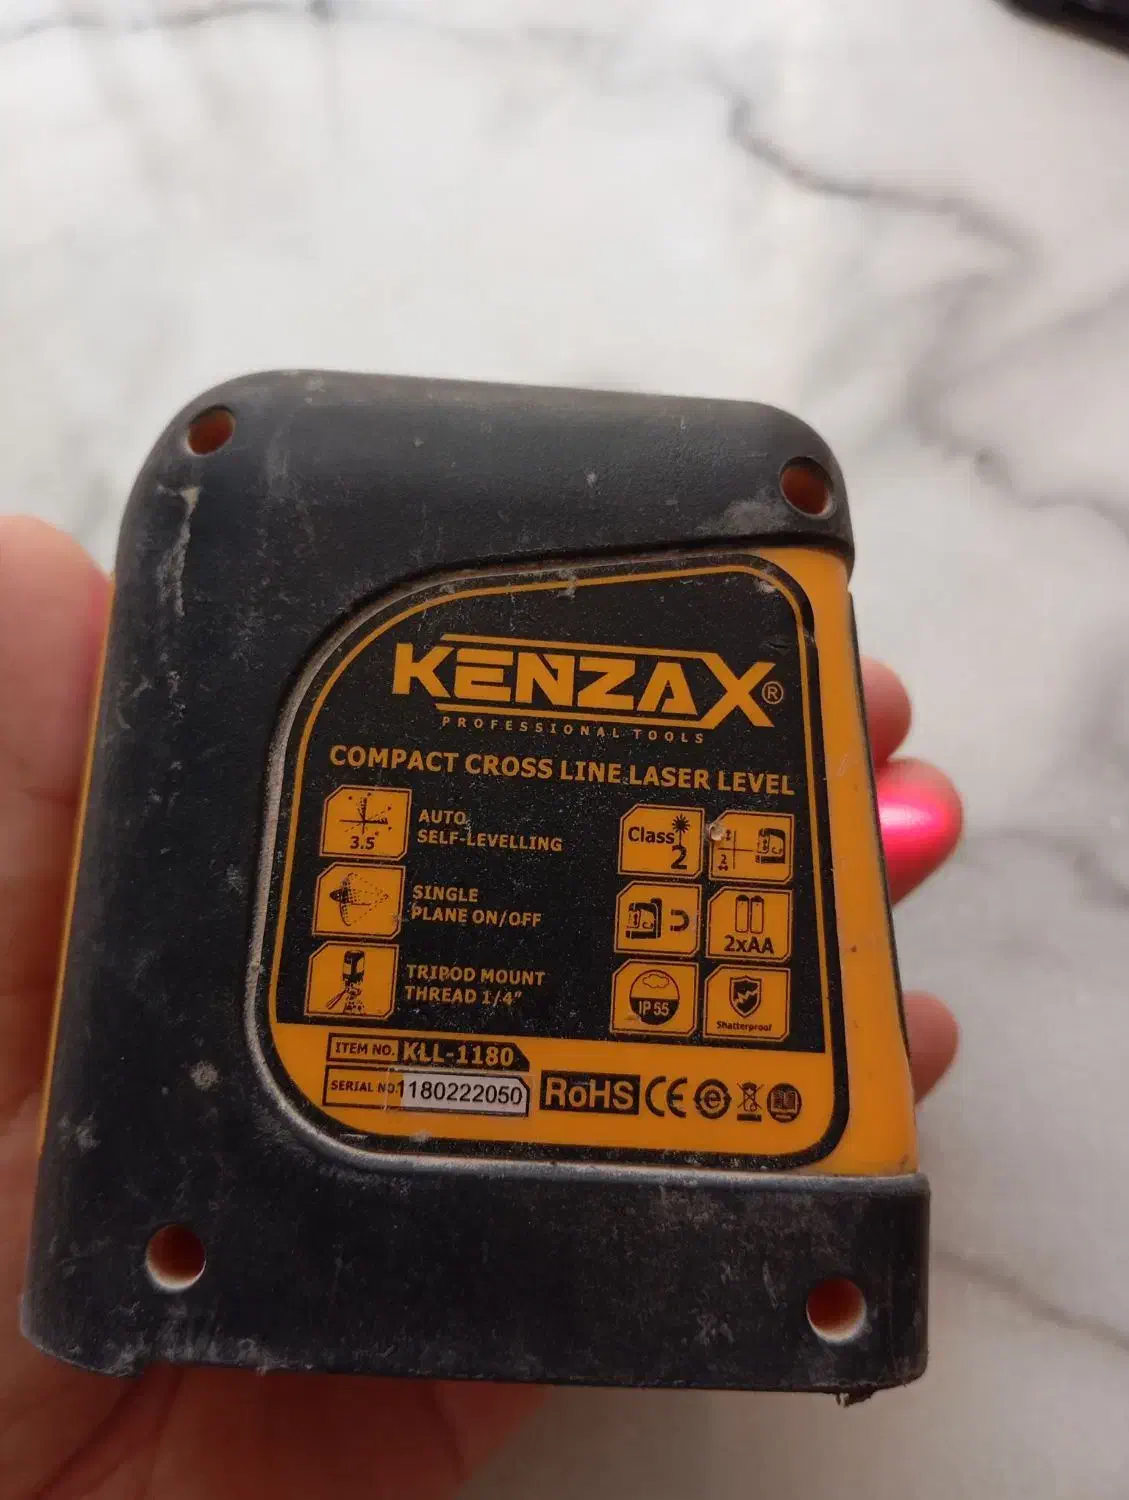 KENZAX®
PROFESSIONAL TOOLS
COMPACT CROSS LINE LASER LEVEL
3.5°
AUTO
SELF-LEVELLING
SINGLE
PLANE ON/OFF
TRIPOD MOUNT
THREAD 1/4"
Class
2
2xAA
IP 55
Shatterproof
ITEM NO. KLL-1180
SERIAL NO. 1180222050
RoHS CE e